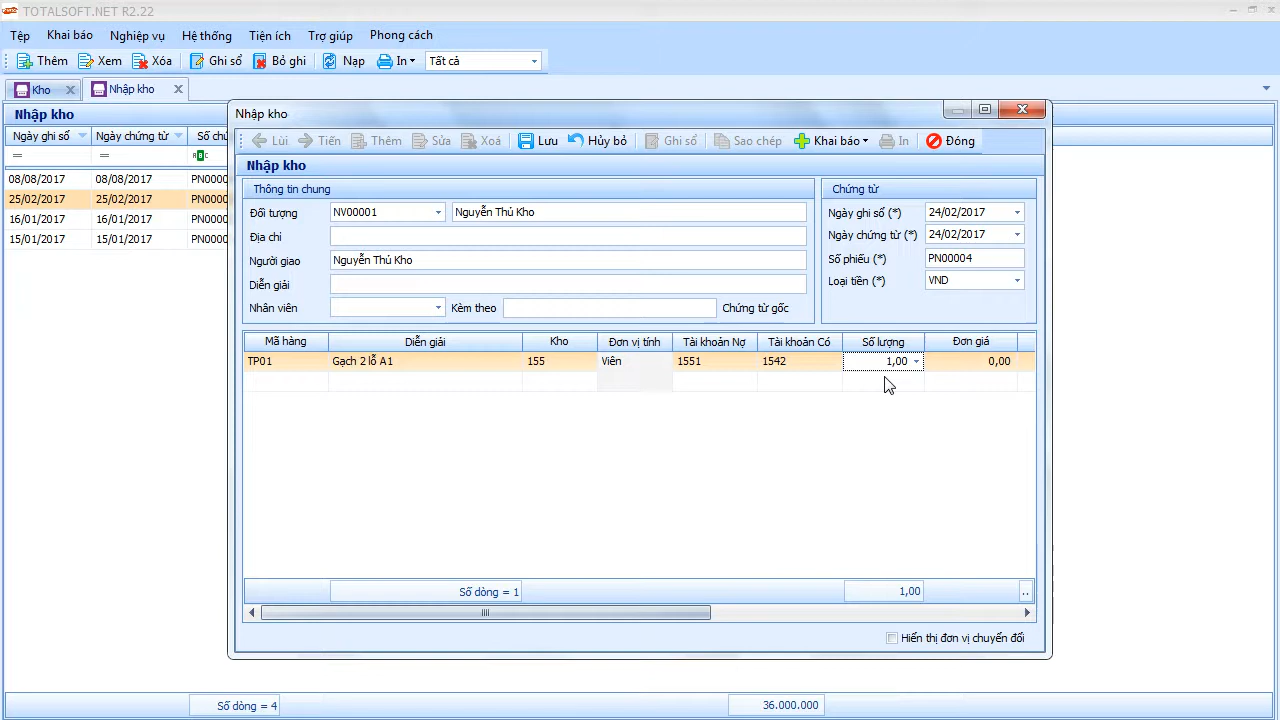 TOTALSOFT.NET R2.22
Tệp Khai báo Nghiệp vụ Hệ thống Tiện ích Trợ giúp Phong cách
Thêm Xem Xóa Ghi sổ Bỏ ghi Nạp In Tất cả
Kho Nhập kho
Nhập kho
Ngày ghi sổ Ngày chứng từ Số chứ
= =
08/08/2017 08/08/2017 PN0000
25/02/2017 25/02/2017 PN0000
16/01/2017 16/01/2017 PN0000
15/01/2017 15/01/2017 PN0000
Nhập kho
Lùi Tiến Thêm Sửa Xoá Lưu Hủy bỏ Ghi sổ Sao chép Khai báo In Đóng
Nhập kho
Thông tin chung Chứng từ
Đối tượng NV00001 Nguyễn Thủ Kho Ngày ghi sổ (*) 24/02/2017
Địa chỉ Ngày chứng từ (*) 24/02/2017
Người giao Nguyễn Thủ Kho Số phiếu (*) PN00004
Diễn giải Loại tiền (*) VND
Nhân viên Kèm theo Chứng từ gốc
Mã hàng Diễn giải Kho Đơn vị tính Tài khoản Nợ Tài khoản Có Số lượng Đơn giá
TP01 Gạch 2 lỗ A1 155 Viên 1551 1542 1,00 0,00
Số dòng = 1 1,00 ..
Hiển thị đơn vị chuyển đổi
Số dòng = 4 36.000.000